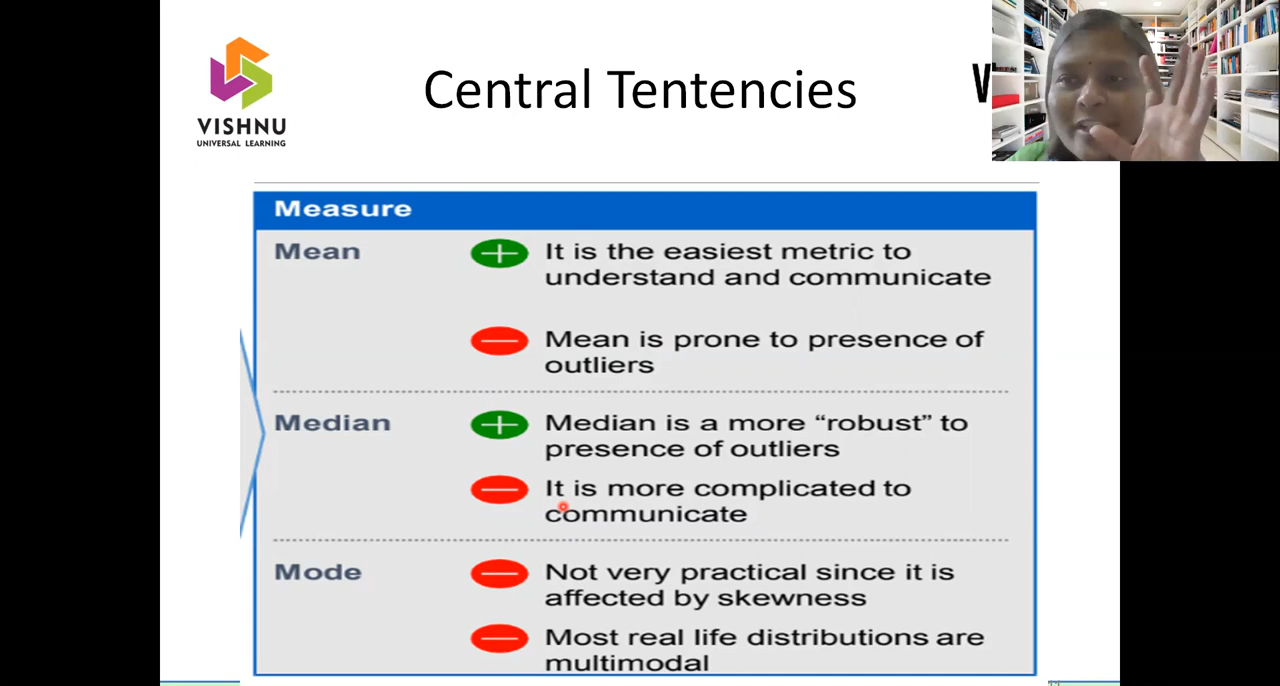 VISHNU
UNIVERSAL LEARNING
Central Tentencies
Measure
Mean
It is the easiest metric to
understand and communicate
Mean is prone to presence of
outliers
Median
Median is a more “robust” to
presence of outliers
It is more complicated to
communicate
Mode
Not very practical since it is
affected by skewness
Most real life distributions are
multimodal